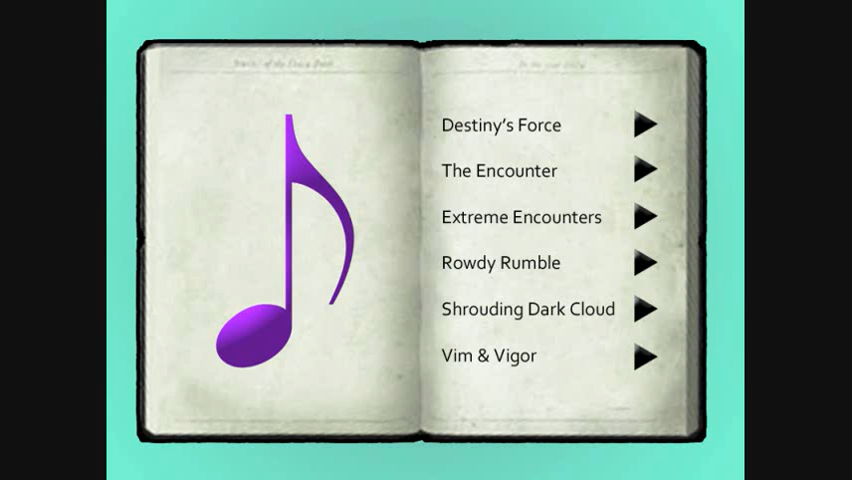 Destiny's Force
The Encounter
Extreme Encounters
Rowdy Rumble
Shrouding Dark Cloud
Vim & Vigor